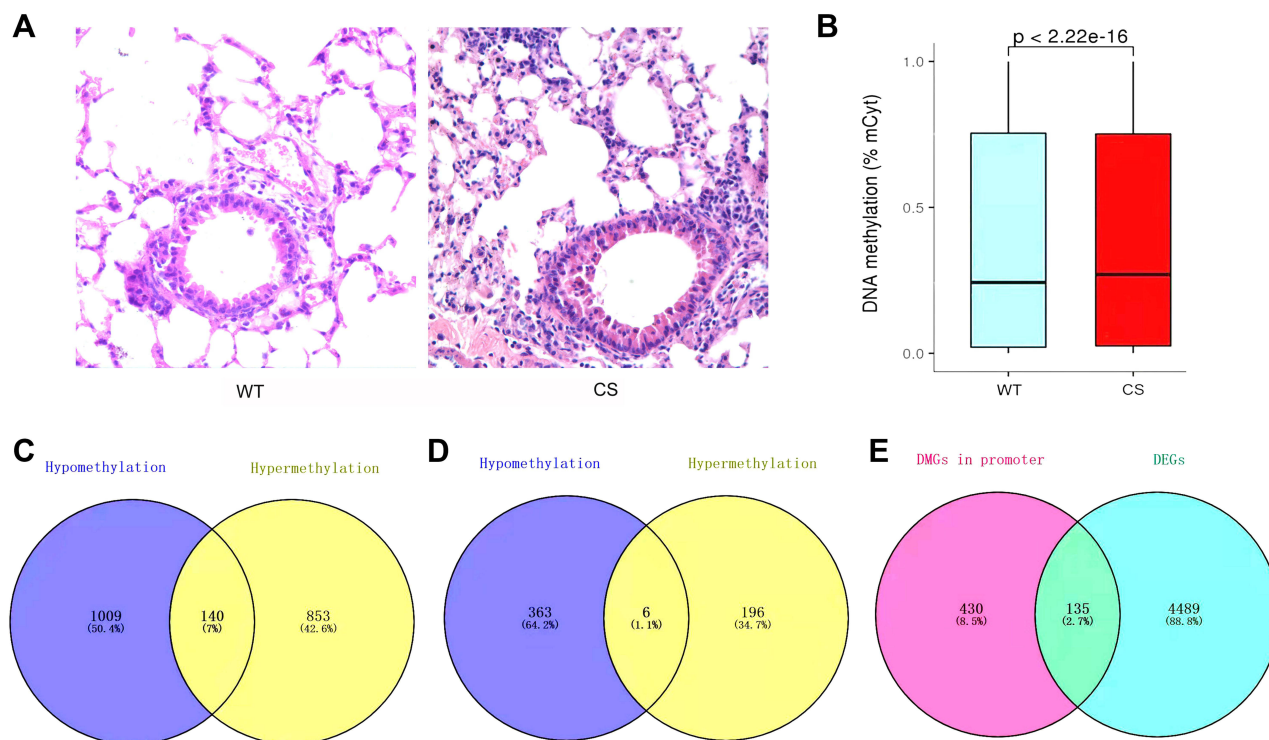 A
B
p < 2.22e-16
1.0
0.5
0.0
DNA methylation (% mCyt)
WT
CS
WT
CS
C
Hypomethylation
Hypermethylation
1009
(50.4%)
140
(7%)
853
(42.6%)
D
Hypomethylation
Hypermethylation
363
(64.2%)
6
(1.1%)
196
(34.7%)
E
DMGs in promoter
DEGs
430
(8.5%)
135
(2.7%)
4489
(88.8%)